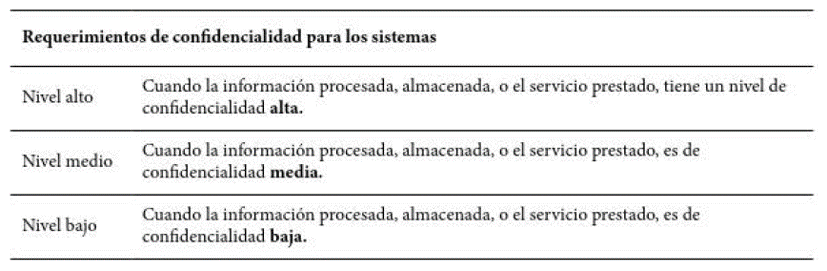 Requerimientos de confidencialidad para los sistemas
Nivel alto
Cuando la información procesada, almacenada, o el servicio prestado, tiene un nivel de
confidencialidad alta.
Nivel medio
Cuando la información procesada, almacenada, o el servicio prestado, es de
confidencialidad media.
Nivel bajo
Cuando la información procesada, almacenada, o el servicio prestado, es de
confidencialidad baja.